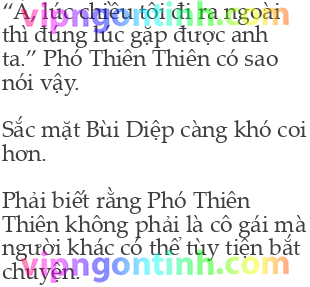 “À, lúc chiều tôi đi ra ngoài
thì đúng lúc gặp được anh
ta.” Phó Thiên Thiên có sao
nói vậy.
Sắc mặt Bùi Diệp càng khó coi
hơn.
Phải biết rằng Phó Thiên
Thiên không phải là cô gái mà
người khác có thể tùy tiện bắt
chuyện.
vipngontinh.com
vipngontinh.com